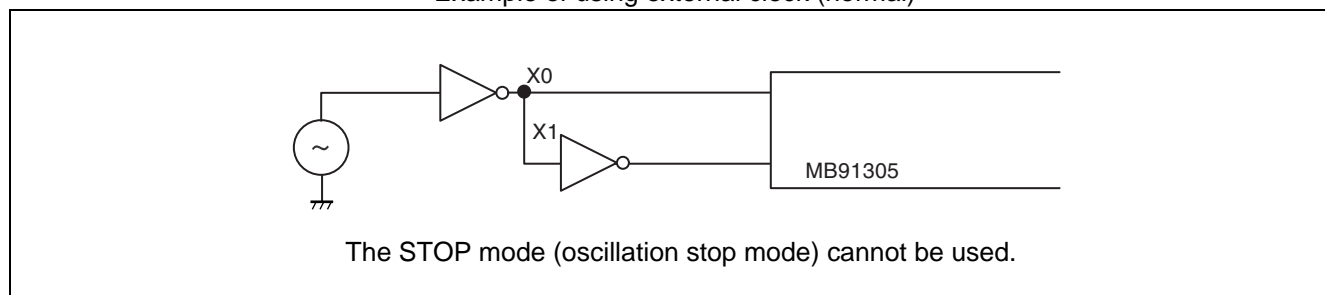 Example of using external clock (normal)
X0
X1
~
MB91305
The STOP mode (oscillation stop mode) cannot be used.